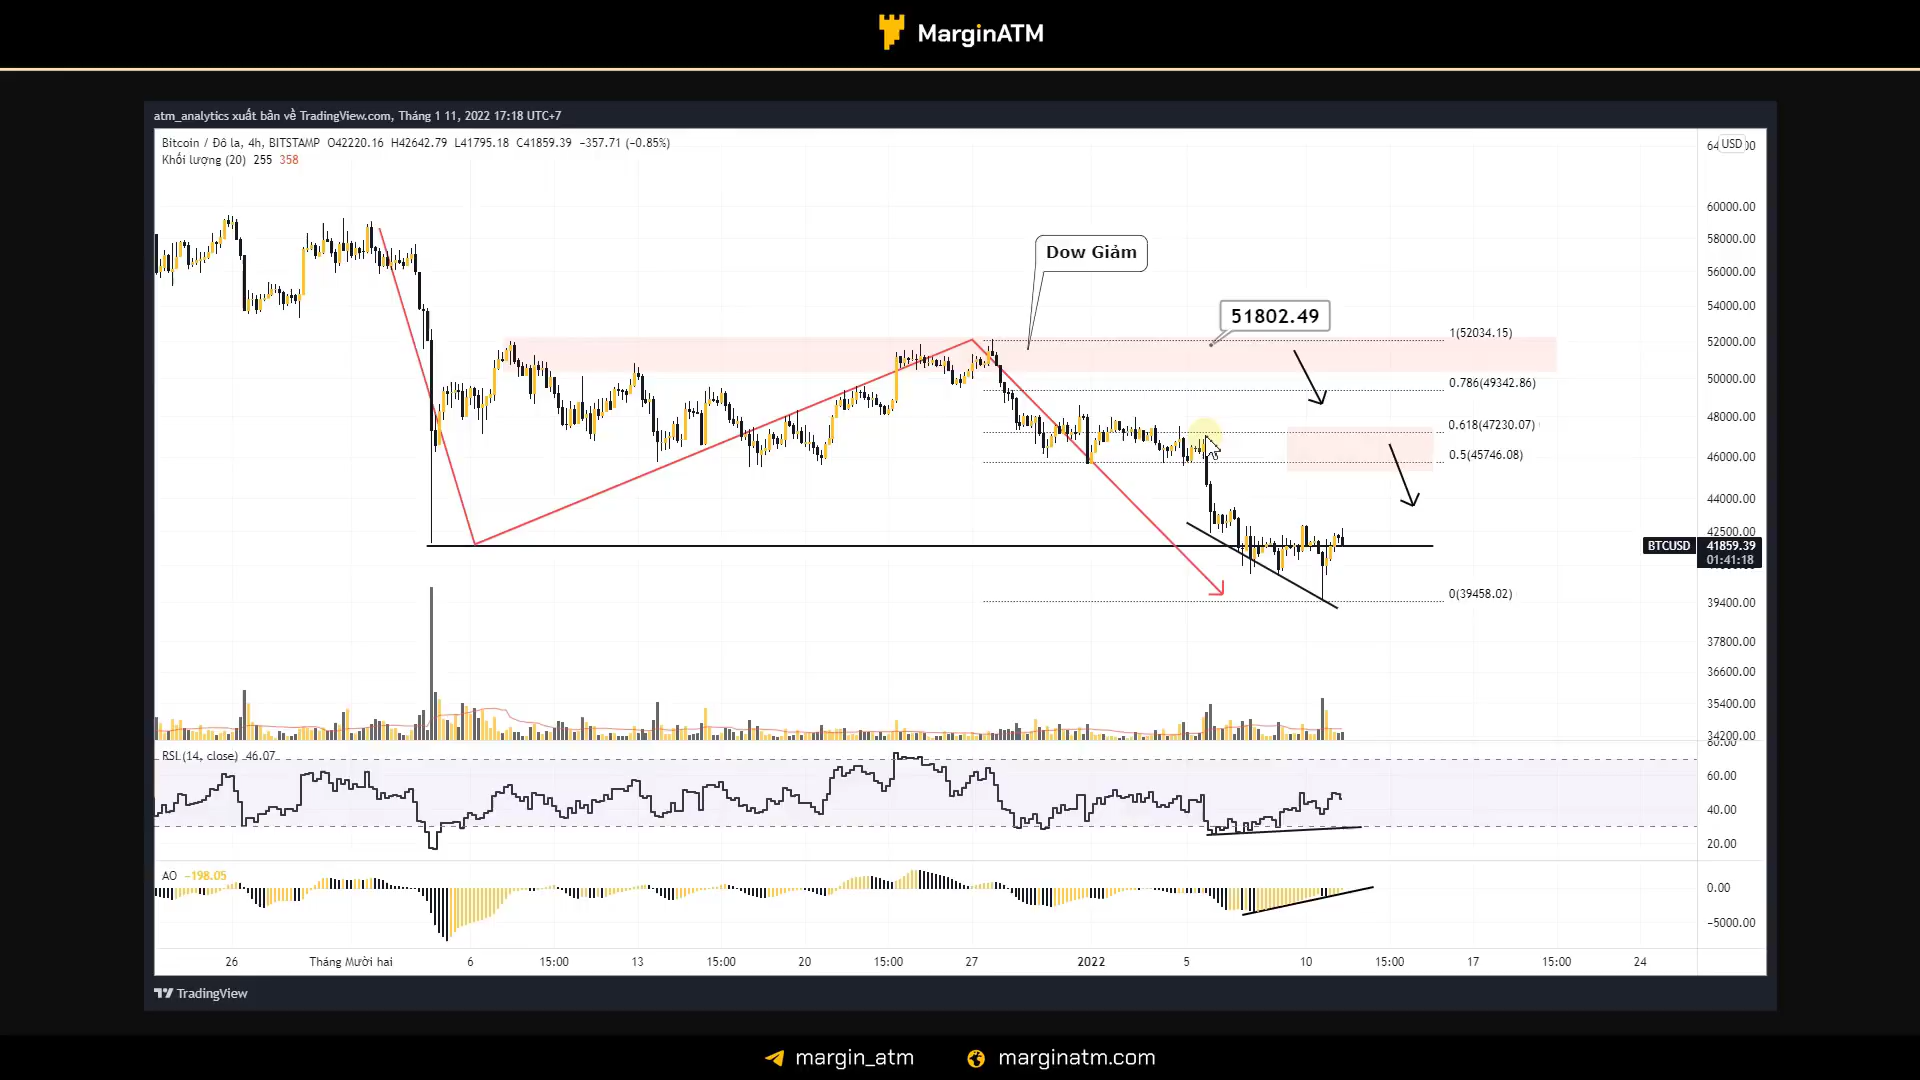 MarginATM
atm_analytics xuất bản về TradingView.com, Tháng 1 11, 2022 17:18 UTC+7
Bitcoin / Đô la, 4h, BITSTAMP O42220.16 H42642.79 L41795.18 C41859.39 −357.71 (−0.85%)
Khối lượng (20) 255 358
USD
60000.00
58000.00
Dow Giảm
56000.00
54000.00
51802.49
1(52034.15)
52000.00
0.786(49342.86)
50000.00
48000.00
0.618(47230.07)
0.5(45746.08)
46000.00
44000.00
42500.00
BTCUSD 41859.39
01:41:18
0(39458.02)
39400.00
37800.00
36600.00
35400.00
34200.00
80.00
RSI (14, close) 46.07
60.00
40.00
20.00
AO −198.05
0.00
−5000.00
26 Tháng Mười hai 6 15:00 13 15:00 20 15:00 27 2022 5 10 15:00 17 15:00 24
TradingView
margin_atm marginatm.com